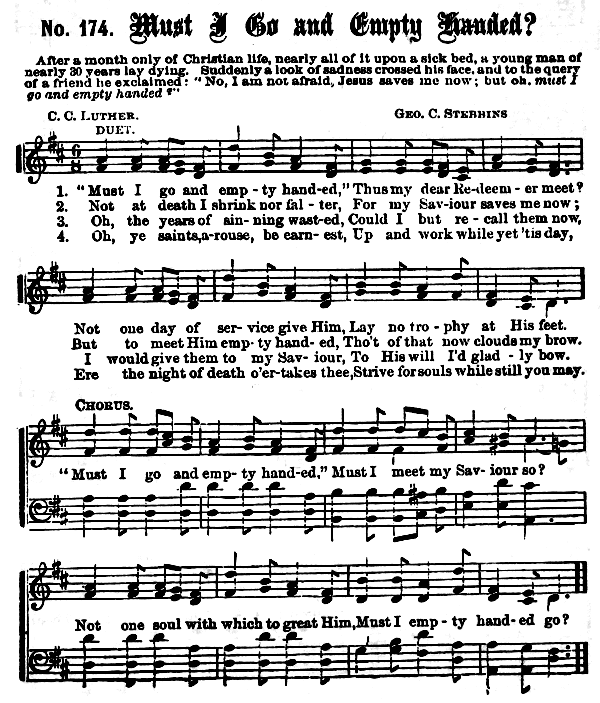 No. 174. Must I Go and Empty Handed?
After a month only of Christian life, nearly all of it upon a sick bed, a young man of
nearly 30 years lay dying. Suddenly a look of sadness crossed his face, and to the query
of a friend he exclaimed: "No, I am not afraid, Jesus saves me now; but oh, must I
go and empty handed?"
C. C. LUTHER. GEO. C. STEBBINS
DUET.
1. "Must I go and emp-ty hand-ed," Thus my dear Re-deem-er meet?
2. Not at death I shrink nor fal-ter, For my Sav-iour saves me now;
3. Oh, the years of sin-ning wast-ed, Could I but re-call them now,
4. Oh, ye saints,a-rouse, be earn-est, Up and work while yet 'tis day,
Not one day of ser-vice give Him, Lay no tro-phy at His feet.
But to meet Him emp-ty hand-ed, Tho't of that now clouds my brow.
I would give them to my Sav-iour, To His will I'd glad-ly bow.
Ere the night of death o'er-takes thee, Strive for souls while still you may.
CHORUS.
"Must I go and emp-ty hand-ed," Must I meet my Sav-iour so?
Not one soul with which to great Him, Must I emp-ty hand-ed go?